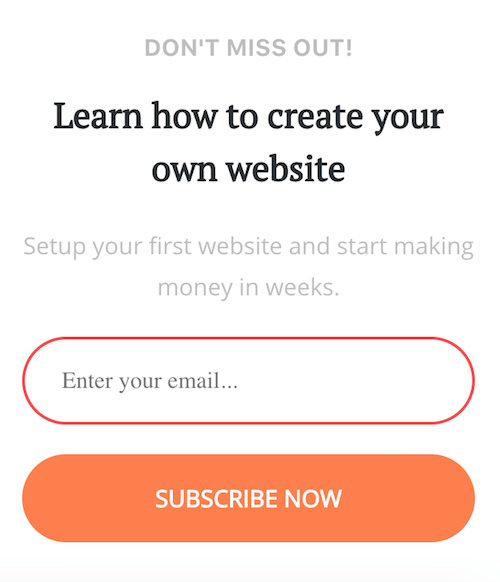 DON'T MISS OUT!
Learn how to create your
own website
Setup your first website and start making
money in weeks.
Enter your email...
SUBSCRIBE NOW